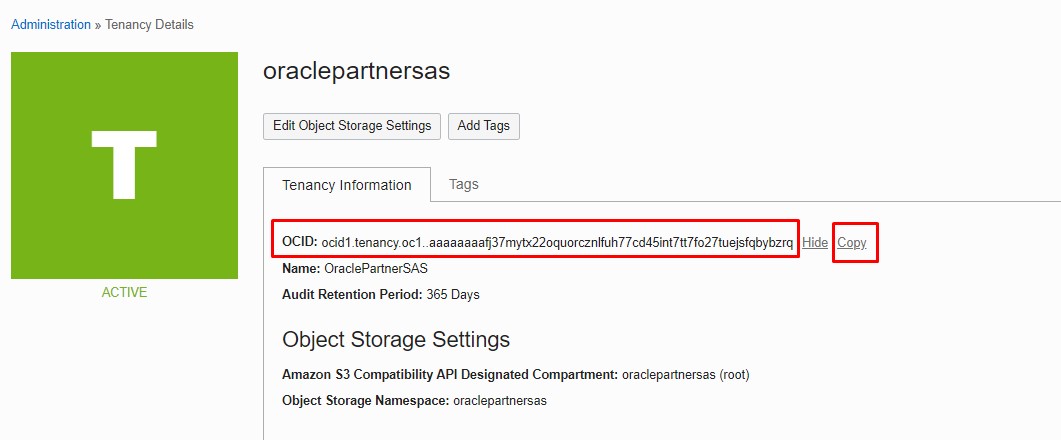 Administration » Tenancy Details
T
oraclepartnersas
Edit Object Storage Settings Add Tags
Tenancy Information Tags
OCID: ocid1.tenancy.oc1..aaaaaaaafj37mytx22oquorcznlfuh77cd45int7tt7fo27tuejsfqbybzrq Hide Copy
Name: OraclePartnerSAS
ACTIVE
Audit Retention Period: 365 Days
Object Storage Settings
Amazon S3 Compatibility API Designated Compartment: oraclepartnersas (root)
Object Storage Namespace: oraclepartnersas